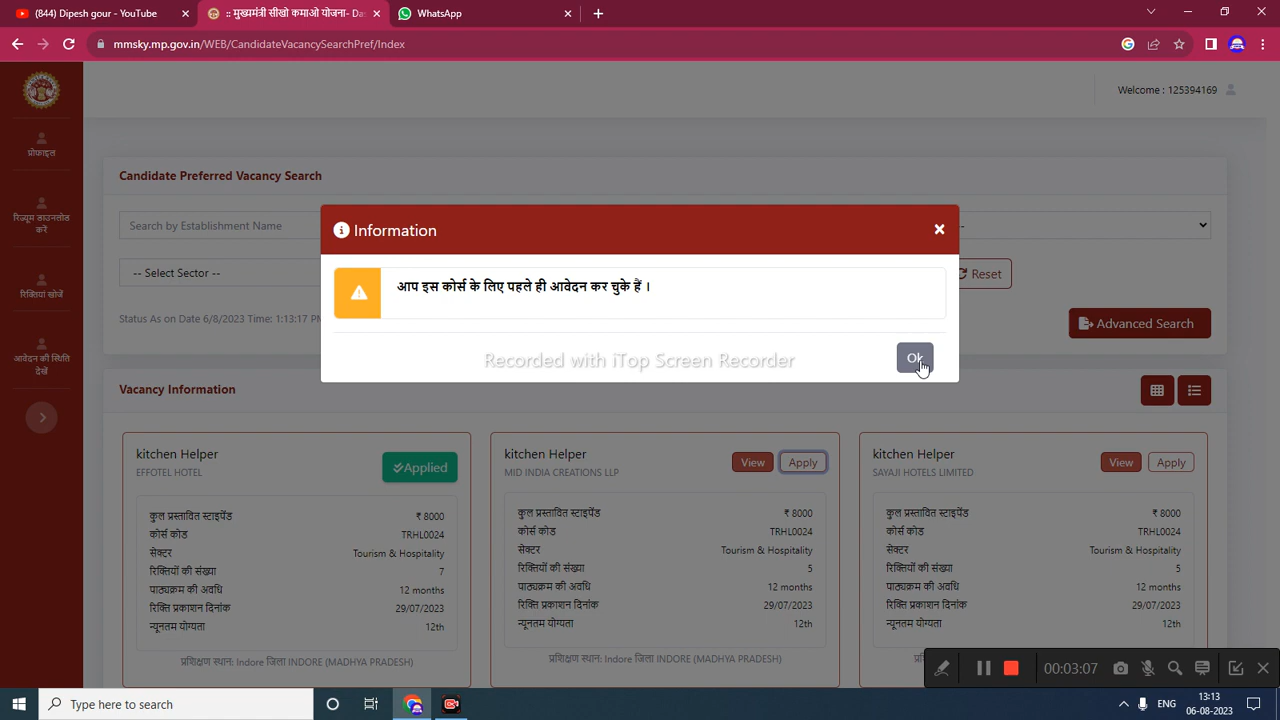 (844) Dipesh gour - YouTube
:: मुख्यमंत्री सीखो कमाओ योजना- Da
WhatsApp
mmsky.mp.gov.in/WEB/CandidateVacancySearchPref/Index
Welcome : 125394169
प्रोफाइल
रिज्यूम डाउनलोड करें
रिक्तियां खोजें
आवेदन की स्थिति देखें
Candidate Preferred Vacancy Search
Search by Establishment Name
-- Select Sector --
Reset
Status As on Date 6/8/2023 Time: 1:13:17 P
Advanced Search
Information
आप इस कोर्स के लिए पहले ही आवेदन कर चुके हैं ।
Ok
Recorded with iTop Screen Recorder
Vacancy Information
kitchen Helper
EFFOTEL HOTEL
Applied
कुल प्रस्तावित स्टाइपेंड ₹ 8000
कोर्स कोड TRHL0024
सेक्टर Tourism & Hospitality
रिक्तियों की संख्या 7
पाठ्यक्रम की अवधि 12 months
रिक्ति प्रकाशन दिनांक 29/07/2023
न्यूनतम योग्यता 12th
प्रशिक्षण स्थान: Indore जिला INDORE (MADHYA PRADESH)
kitchen Helper
MID INDIA CREATIONS LLP
View Apply
कुल प्रस्तावित स्टाइपेंड ₹ 8000
कोर्स कोड TRHL0024
सेक्टर Tourism & Hospitality
रिक्तियों की संख्या 5
पाठ्यक्रम की अवधि 12 months
रिक्ति प्रकाशन दिनांक 29/07/2023
न्यूनतम योग्यता 12th
प्रशिक्षण स्थान: Indore जिला INDORE (MADHYA PRADESH)
kitchen Helper
SAYAJI HOTELS LIMITED
View Apply
कुल प्रस्तावित स्टाइपेंड ₹ 8000
कोर्स कोड TRHL0024
सेक्टर Tourism & Hospitality
रिक्तियों की संख्या 5
पाठ्यक्रम की अवधि 12 months
रिक्ति प्रकाशन दिनांक 29/07/2023
न्यूनतम योग्यता 12th
00:03:07
Type here to search
ENG
13:13
06-08-2023